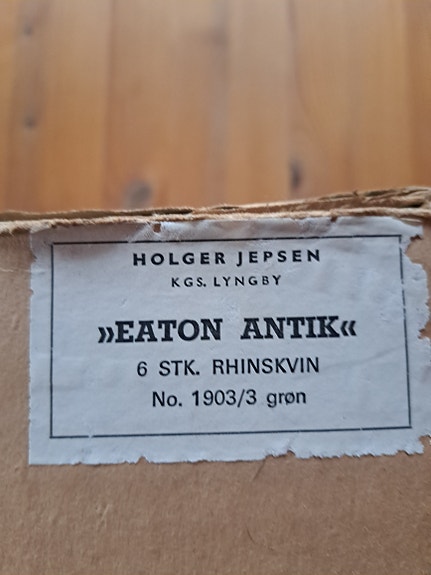 HOLGER JEPSEN
KGS. LYNGBY
»EATON ANTIK«
6 STK. RHINSKVIN
No. 1903/3 grøn